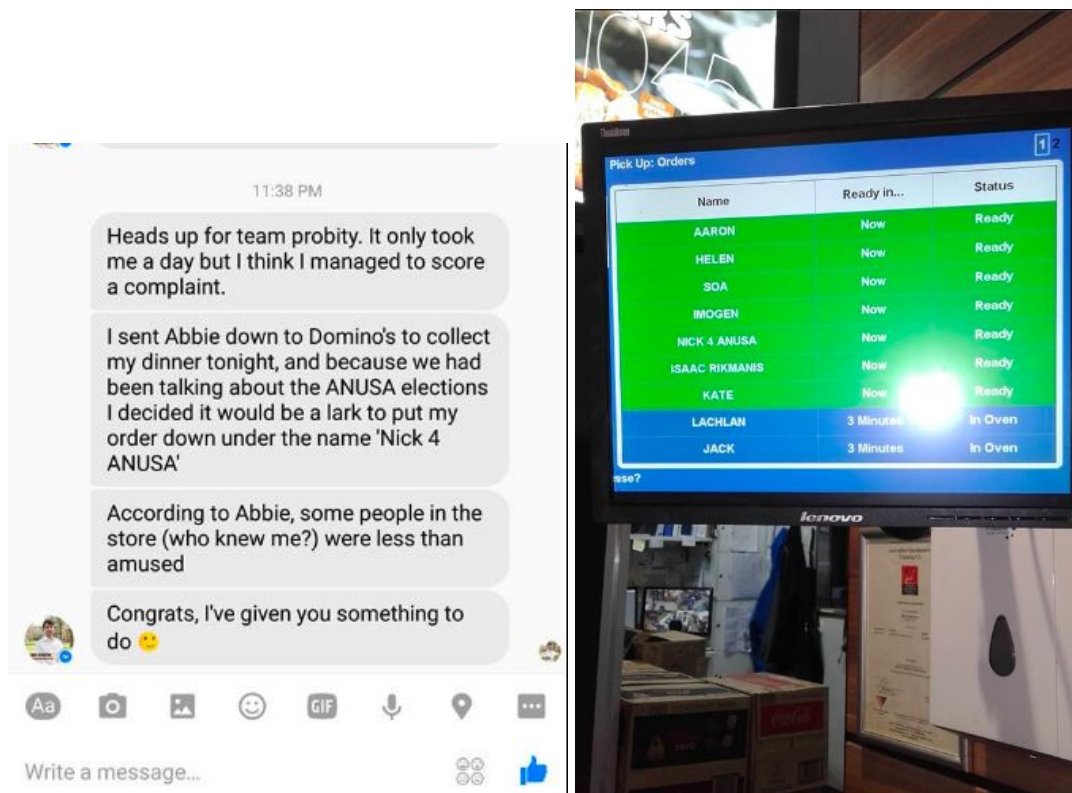 11:38 PM
Heads up for team probity. It only took
me a day but I think I managed to score
a complaint.
I sent Abbie down to Domino's to collect
my dinner tonight, and because we had
been talking about the ANUSA elections
I decided it would be a lark to put my
order down under the name 'Nick 4
ANUSA'
According to Abbie, some people in the
store (who knew me?) were less than
amused
Congrats, I've given you something to
do
Aa
GIF
Write a message...
1045
Pick Up: Orders
1 2
Name Ready in... Status
AARON Now Ready
HELEN Now Ready
SOA Now Ready
IMOGEN Now Ready
NICK 4 ANUSA Now Ready
ISAAC RIKMANIS Now Ready
KATE Now Ready
LACHLAN 3 Minutes In Oven
JACK 3 Minutes In Oven
sse?
lenovo
Coca-Cola